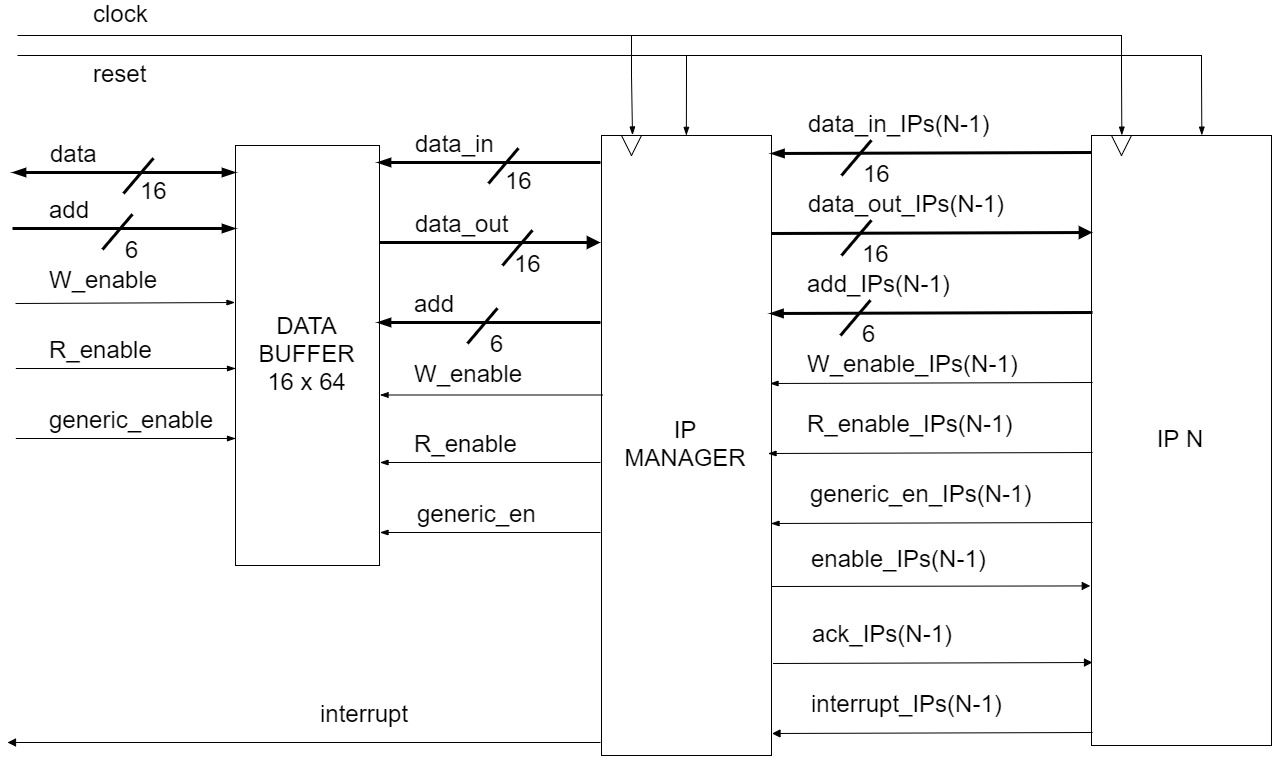 clock
reset
data
16
add
6
W_enable
R_enable
generic_enable
DATA
BUFFER
16 x 64
data_in
16
data_out
16
add
6
W_enable
R_enable
generic_en
interrupt
IP
MANAGER
data_in_IPs(N-1)
16
data_out_IPs(N-1)
16
add_IPs(N-1)
6
W_enable_IPs(N-1)
R_enable_IPs(N-1)
generic_en_IPs(N-1)
enable_IPs(N-1)
ack_IPs(N-1)
interrupt_IPs(N-1)
IP N